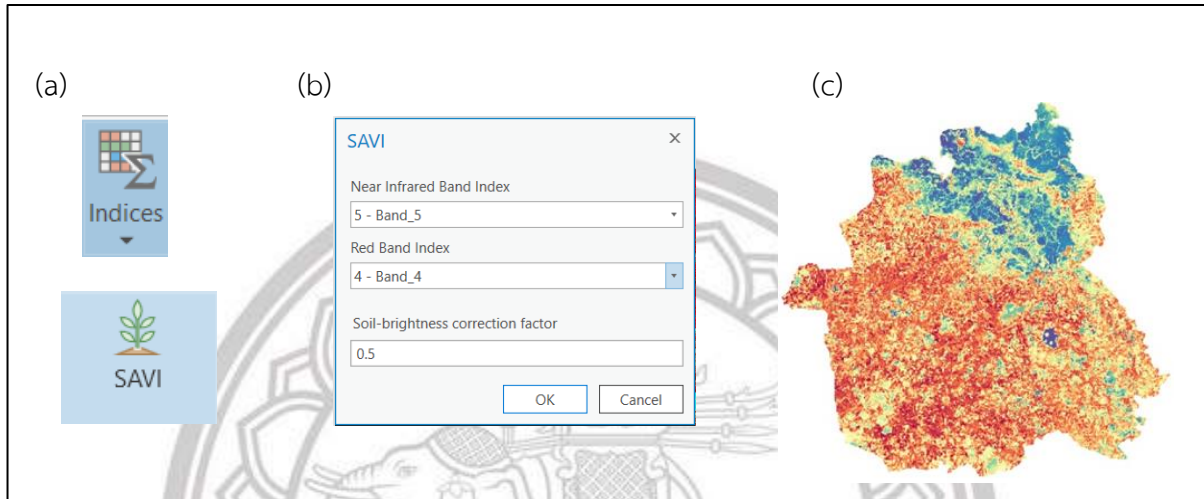 (a)
(b)
(c)
Indices
SAVI
SAVI
Near Infrared Band Index
5 - Band_5
Red Band Index
4 - Band_4
Soil-brightness correction factor
0.5
OK
Cancel